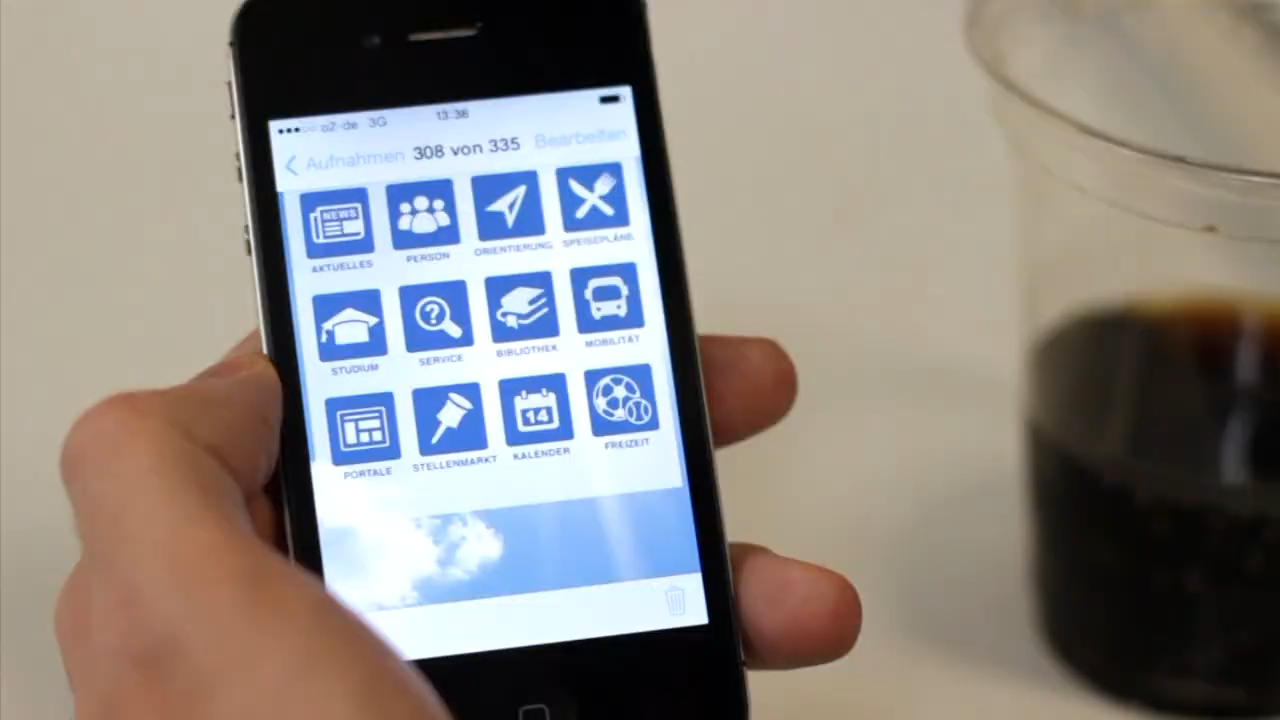 o2-de 3G 13:36
Aufnahmen 308 von 335 Bearbeiten
NEWS
AKTUELLES PERSON ORIENTIERUNG SPEISEPLÄNE
?
STUDIUM SERVICE BIBLIOTHEK MOBILITÄT
14
PORTALE STELLENMARKT KALENDER FREIZEIT